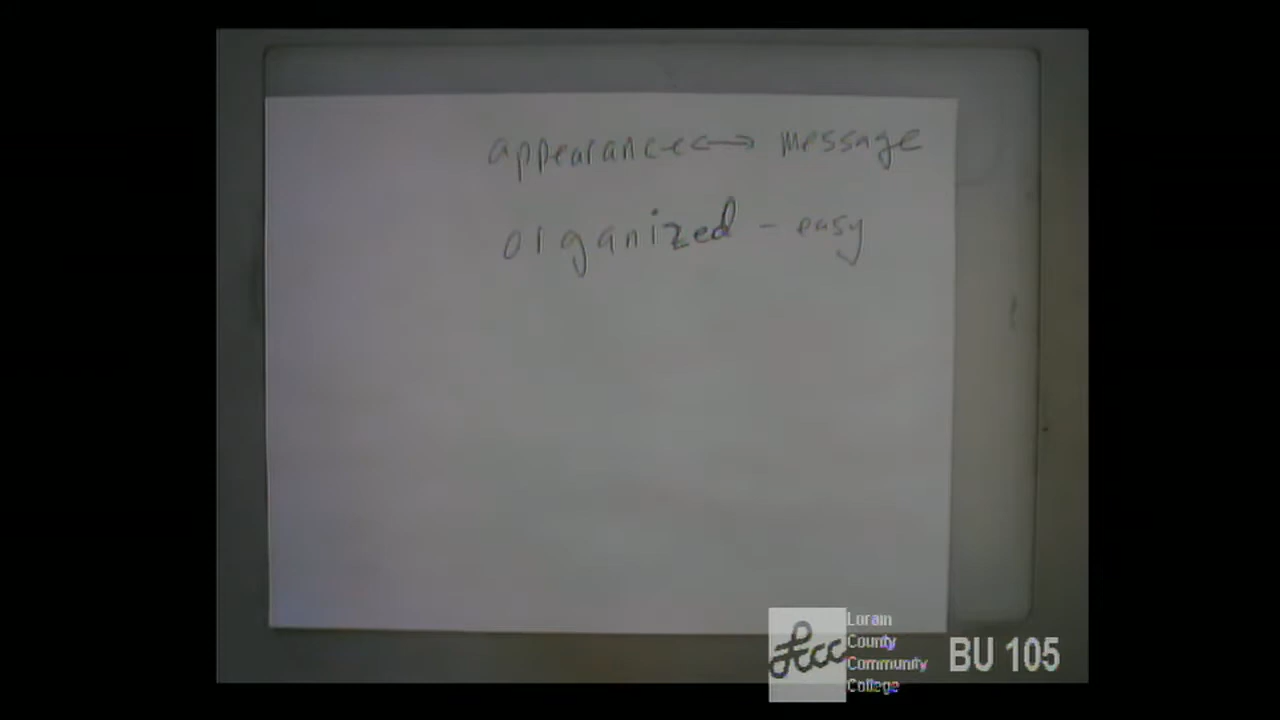 appearance <-> message
organized - easy
Lorain
County
Community
College
BU 105